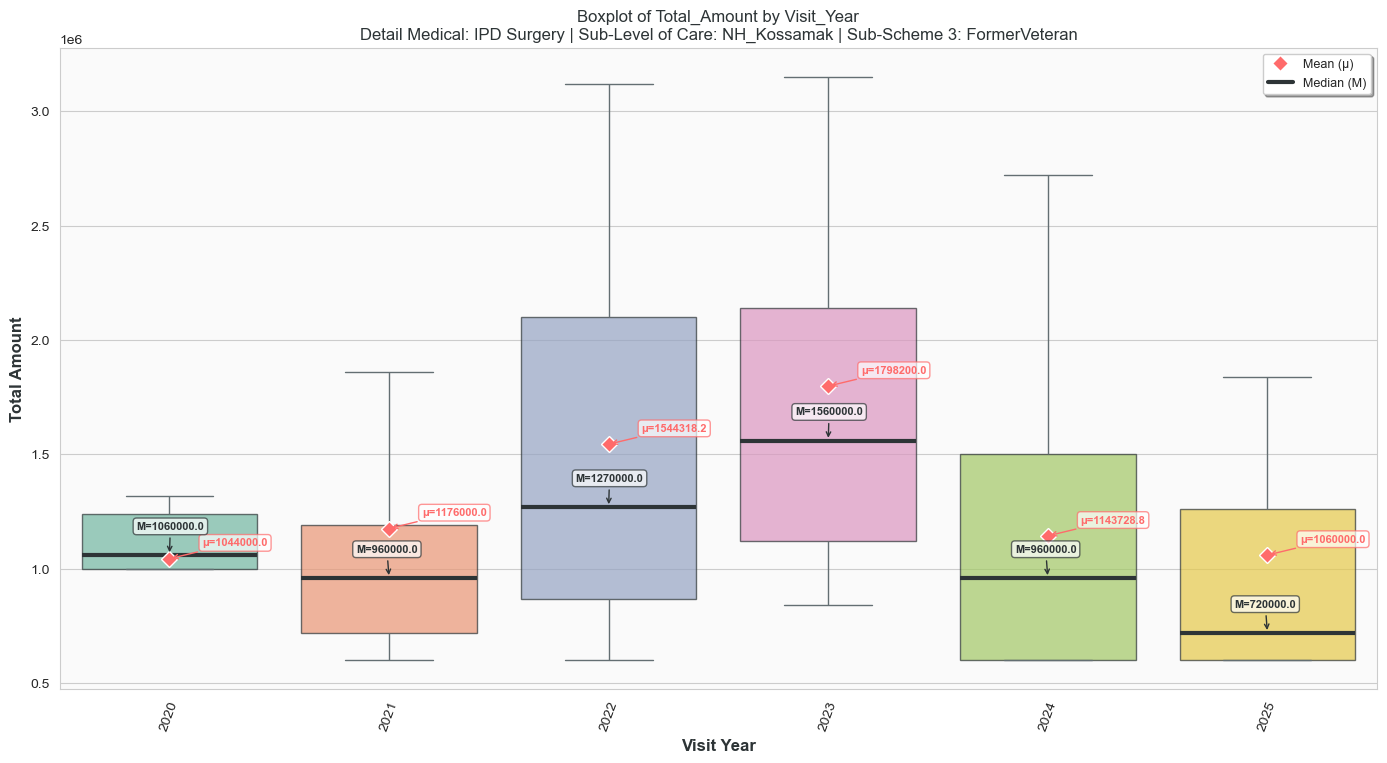 Boxplot of Total_Amount by Visit_Year
Detail Medical: IPD Surgery | Sub-Level of Care: NH_Kossamak | Sub-Scheme 3: FormerVeteran
1e6
Mean (μ)
Median (M)
3.0
2.5
2.0
1.5
1.0
0.5
Total Amount
M=1060000.0
μ=1044000.0
μ=1176000.0
M=960000.0
μ=1544318.2
M=1270000.0
μ=1798200.0
M=1560000.0
μ=1143728.8
M=960000.0
μ=1060000.0
M=720000.0
2020
2021
2022
2023
2024
2025
Visit Year